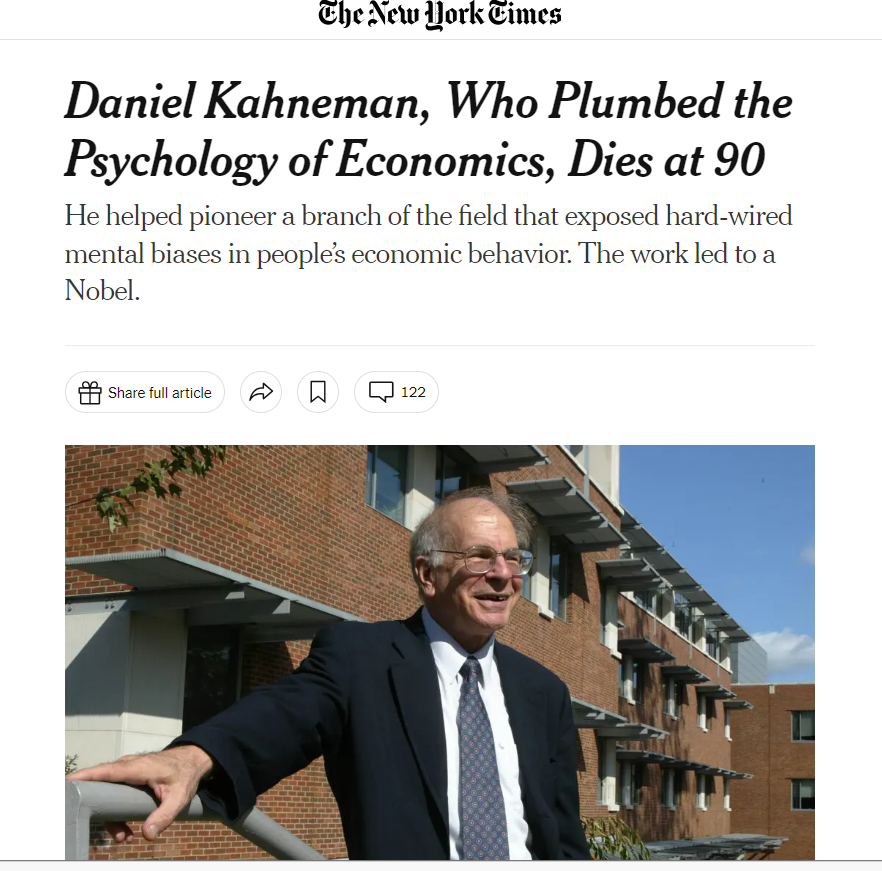 The New York Times
Daniel Kahneman, Who Plumbed the
Psychology of Economics, Dies at 90
He helped pioneer a branch of the field that exposed hard-wired
mental biases in people’s economic behavior. The work led to a
Nobel.
Share full article
122